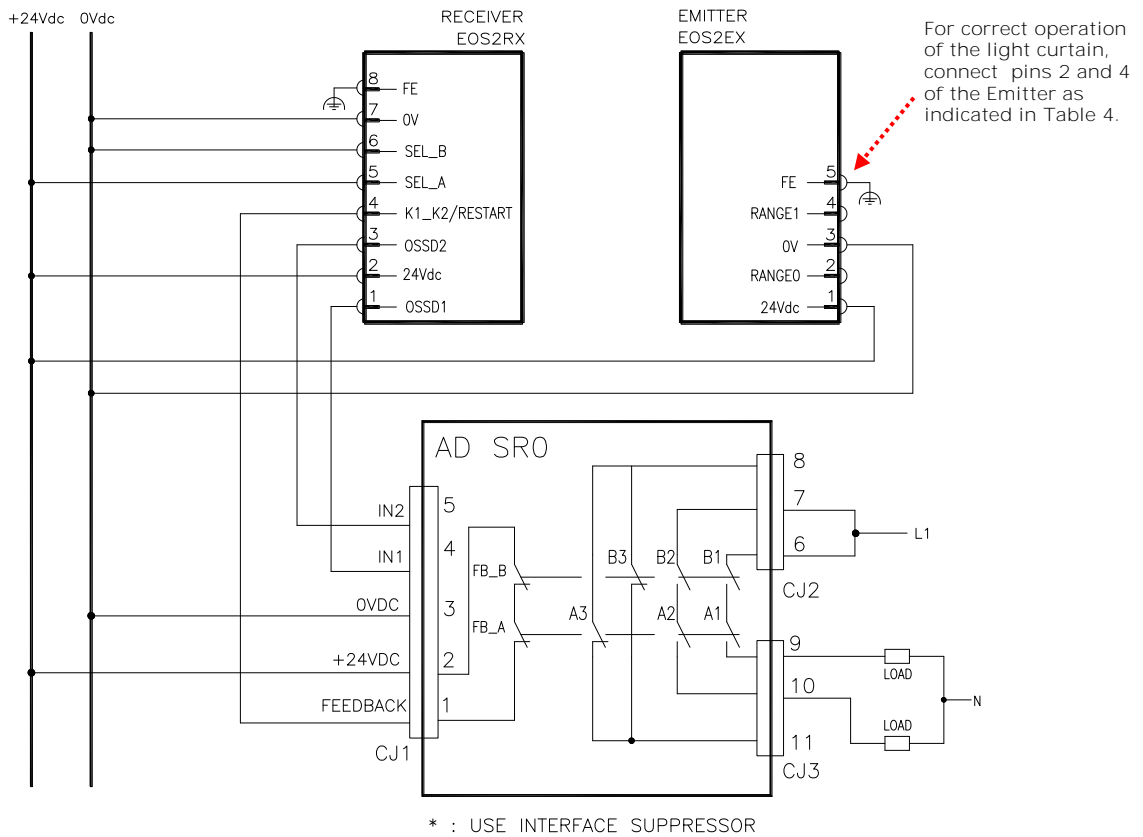 +24Vdc 0Vdc
RECEIVER
EOS2RX
8 FE
7 0V
6 SEL_B
5 SEL_A
4 K1_K2/RESTART
3 OSSD2
2 24Vdc
1 OSSD1
EMITTER
EOS2EX
FE 5
RANGE1 4
0V 3
RANGE0 2
24Vdc 1
For correct operation
of the light curtain,
connect pins 2 and 4
of the Emitter as
indicated in Table 4.
AD SR0
IN2 5
IN1 4
0VDC 3
+24VDC 2
FEEDBACK 1
CJ1
FB_B
FB_A
B3 B2 B1
A3 A2 A1
8
7
6
CJ2
L1
9
10
11
CJ3
LOAD
LOAD
N
* : USE INTERFACE SUPPRESSOR